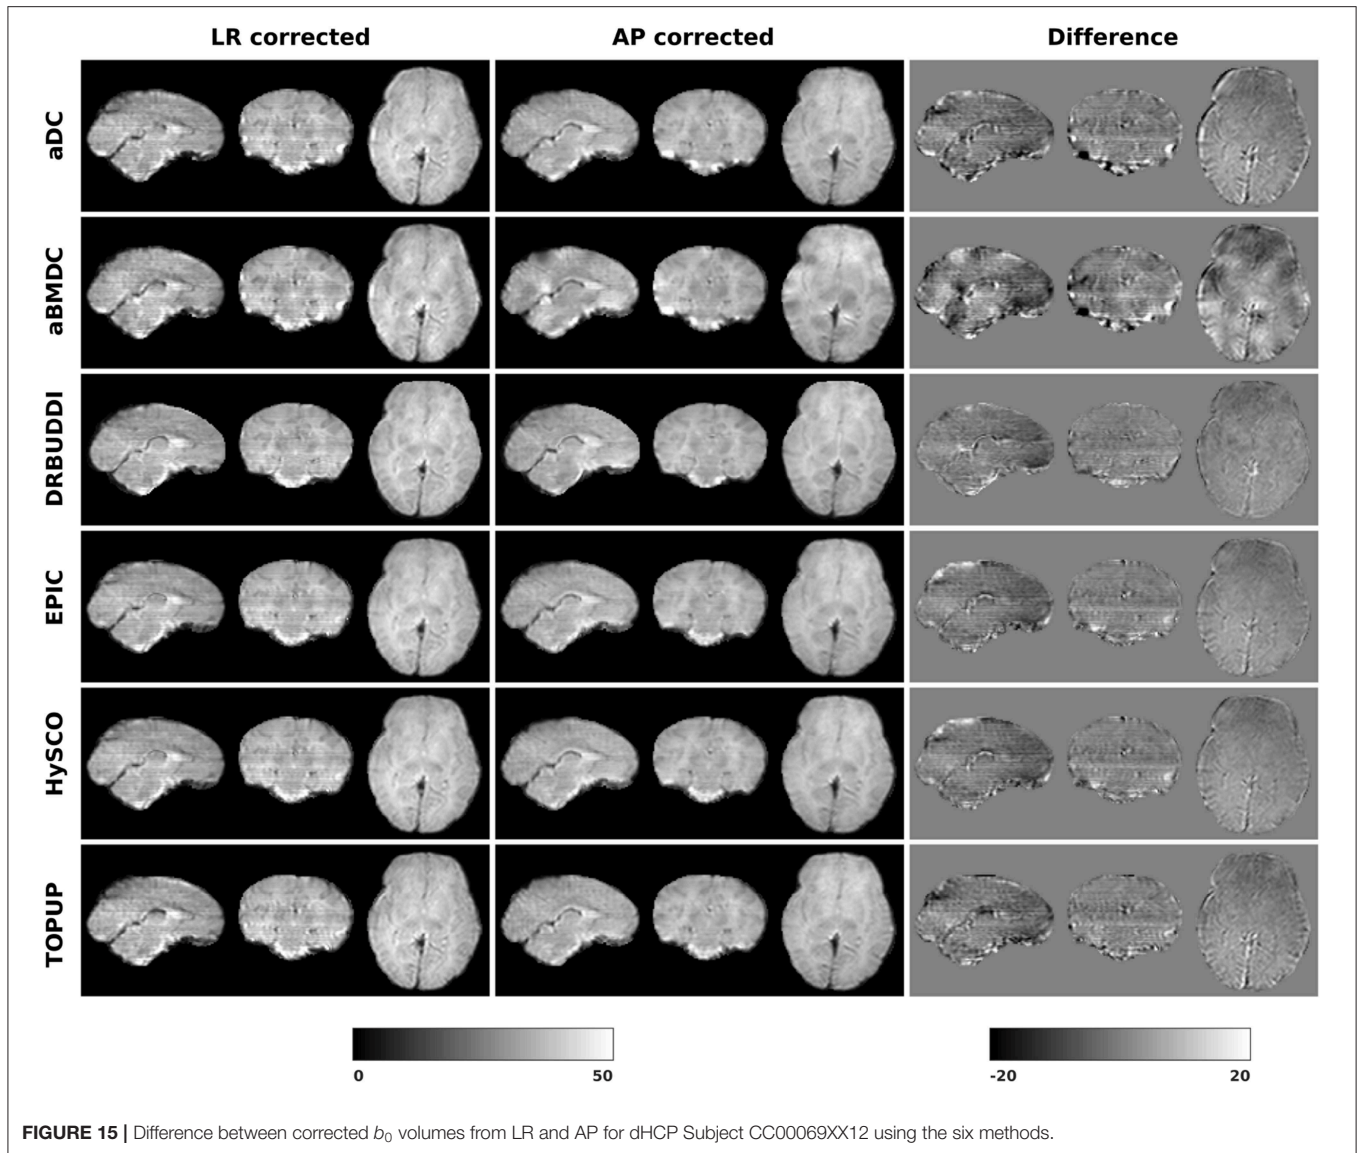 LR corrected AP corrected Difference
aDC
aBMDC
DRBUDDI
EPIC
HySCO
TOPUP
0 50 -20 20
FIGURE 15 | Difference between corrected b0 volumes from LR and AP for dHCP Subject CC00069XX12 using the six methods.